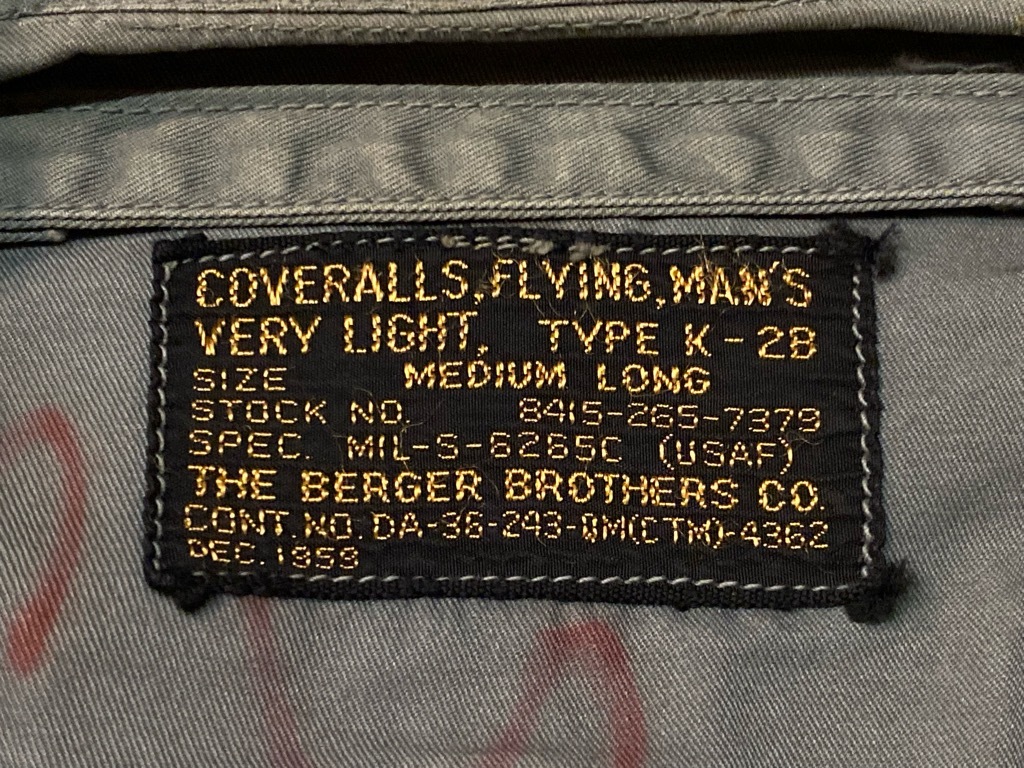 COVERALLS, FLYING, MAN'S
VERY LIGHT, TYPE K-2B
SIZE MEDIUM LONG
STOCK NO. 8415-265-7379
SPEC. MIL-S-6265C (USAF)
THE BERGER BROTHERS CO.
CONT. NO. DA-36-243-QM(CTM)-4362
DEC. 1959